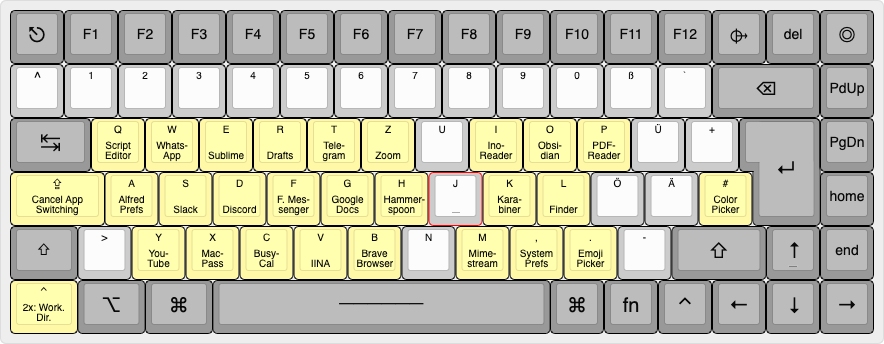 F1 F2 F3 F4 F5 F6 F7 F8 F9 F10 F11 F12 del
^ 1 2 3 4 5 6 7 8 9 0 ß ` PdUp
Q W E R T Z U I O P Ü + PgDn
Script Editor Whats-App Sublime Drafts Tele-gram Zoom Ino-Reader Obsi-dian PDF-Reader
A S D F G H J K L Ö Ä # home
Cancel App Switching Alfred Prefs Slack Discord F. Mes-senger Google Docs Hammer-spoon _ Kara-biner Finder Color Picker
> Y X C V B N M , . - end
You-Tube Mac-Pass Busy-Cal IINA Brave Browser Mime-stream System Prefs Emoji Picker
^ ⌥ ⌘ ⌘ fn ^ ← ↓ →
2x: Work. Dir.